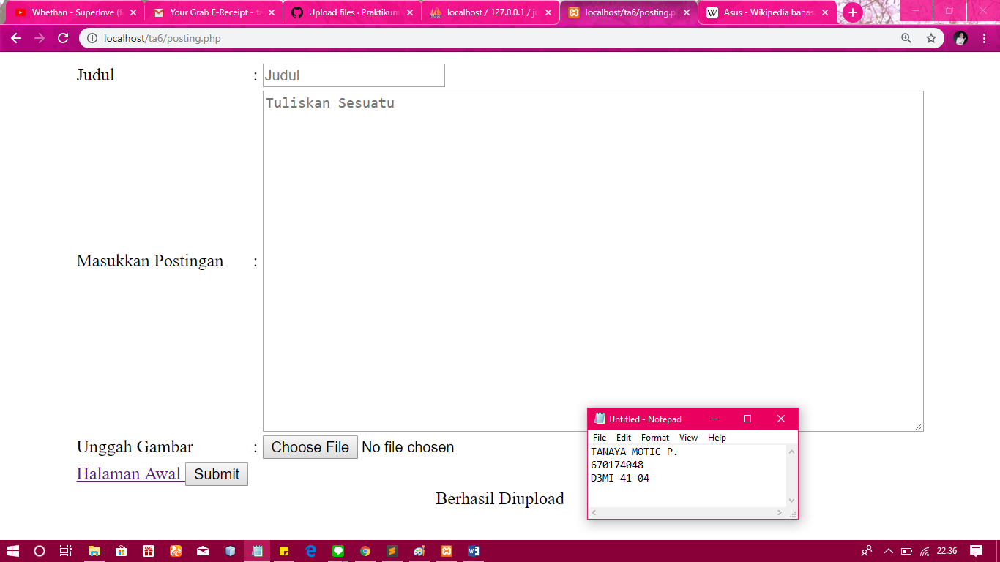 Whethan - Superlove (f
Your Grab E-Receipt - ta
Upload files · Praktikum
localhost / 127.0.0.1 / ju
localhost/ta6/posting.p
Asus - Wikipedia bahas
localhost/ta6/posting.php
Judul : Judul
Tuliskan Sesuatu
Masukkan Postingan :
Unggah Gambar : Choose File No file chosen
Halaman Awal Submit
Berhasil Diupload
Untitled - Notepad
File Edit Format View Help
TANAYA MOTIC P.
670174048
D3MI-41-04
22.36